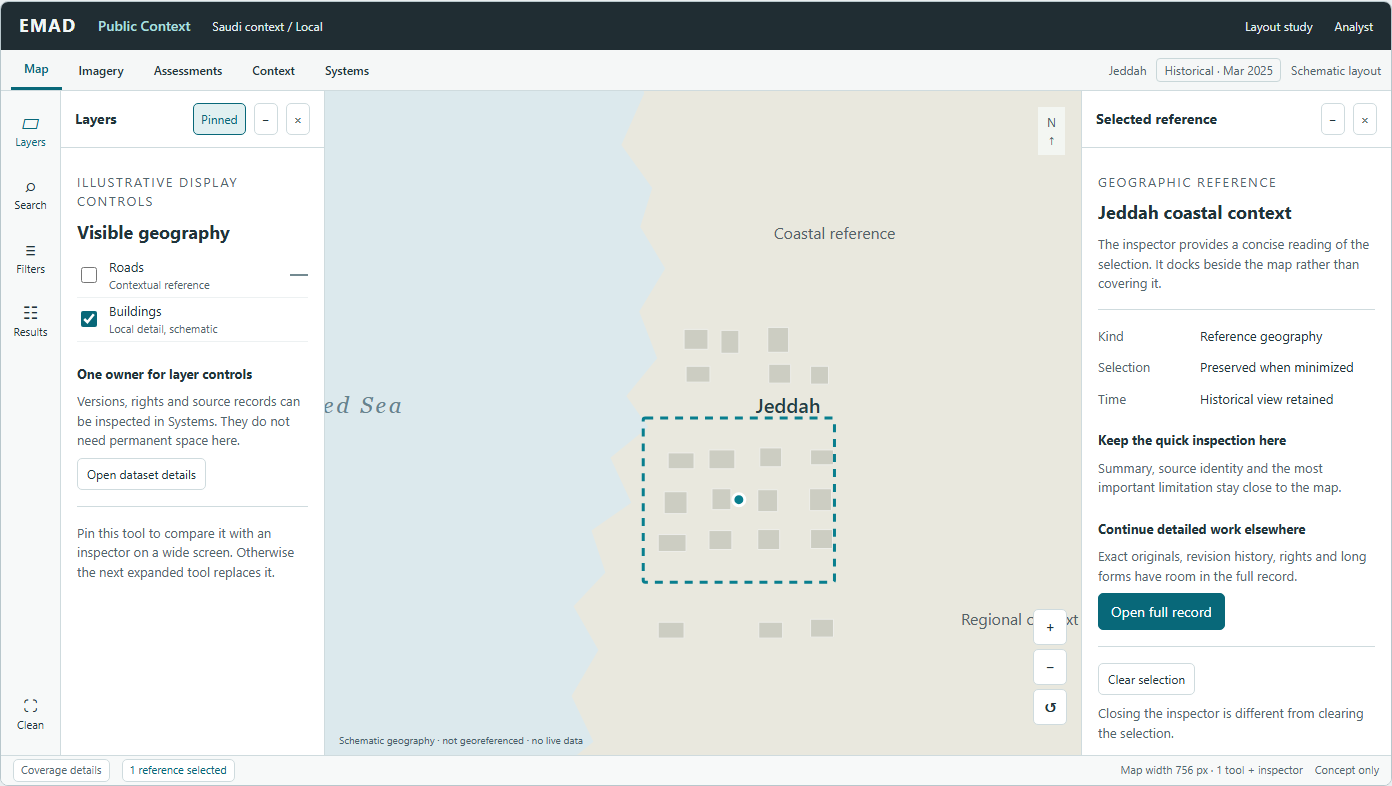 EMAD Public Context Saudi context / Local Layout study Analyst
Map Imagery Assessments Context Systems Jeddah Historical · Mar 2025 Schematic layout
Layers
Search
Filters
Results
Clean
Layers Pinned – ×
ILLUSTRATIVE DISPLAY
CONTROLS
Visible geography
Roads
Contextual reference
Buildings
Local detail, schematic
One owner for layer controls
Versions, rights and source records can
be inspected in Systems. They do not
need permanent space here.
Open dataset details
Pin this tool to compare it with an
inspector on a wide screen. Otherwise
the next expanded tool replaces it.
N
↑
Coastal reference
ed Sea
Jeddah
Regional c xt
+
−
↺
Schematic geography · not georeferenced · no live data
Selected reference – ×
GEOGRAPHIC REFERENCE
Jeddah coastal context
The inspector provides a concise reading of the
selection. It docks beside the map rather than
covering it.
Kind Reference geography
Selection Preserved when minimized
Time Historical view retained
Keep the quick inspection here
Summary, source identity and the most
important limitation stay close to the map.
Continue detailed work elsewhere
Exact originals, revision history, rights and long
forms have room in the full record.
Open full record
Clear selection
Closing the inspector is different from clearing
the selection.
Coverage details 1 reference selected Map width 756 px · 1 tool + inspector Concept only